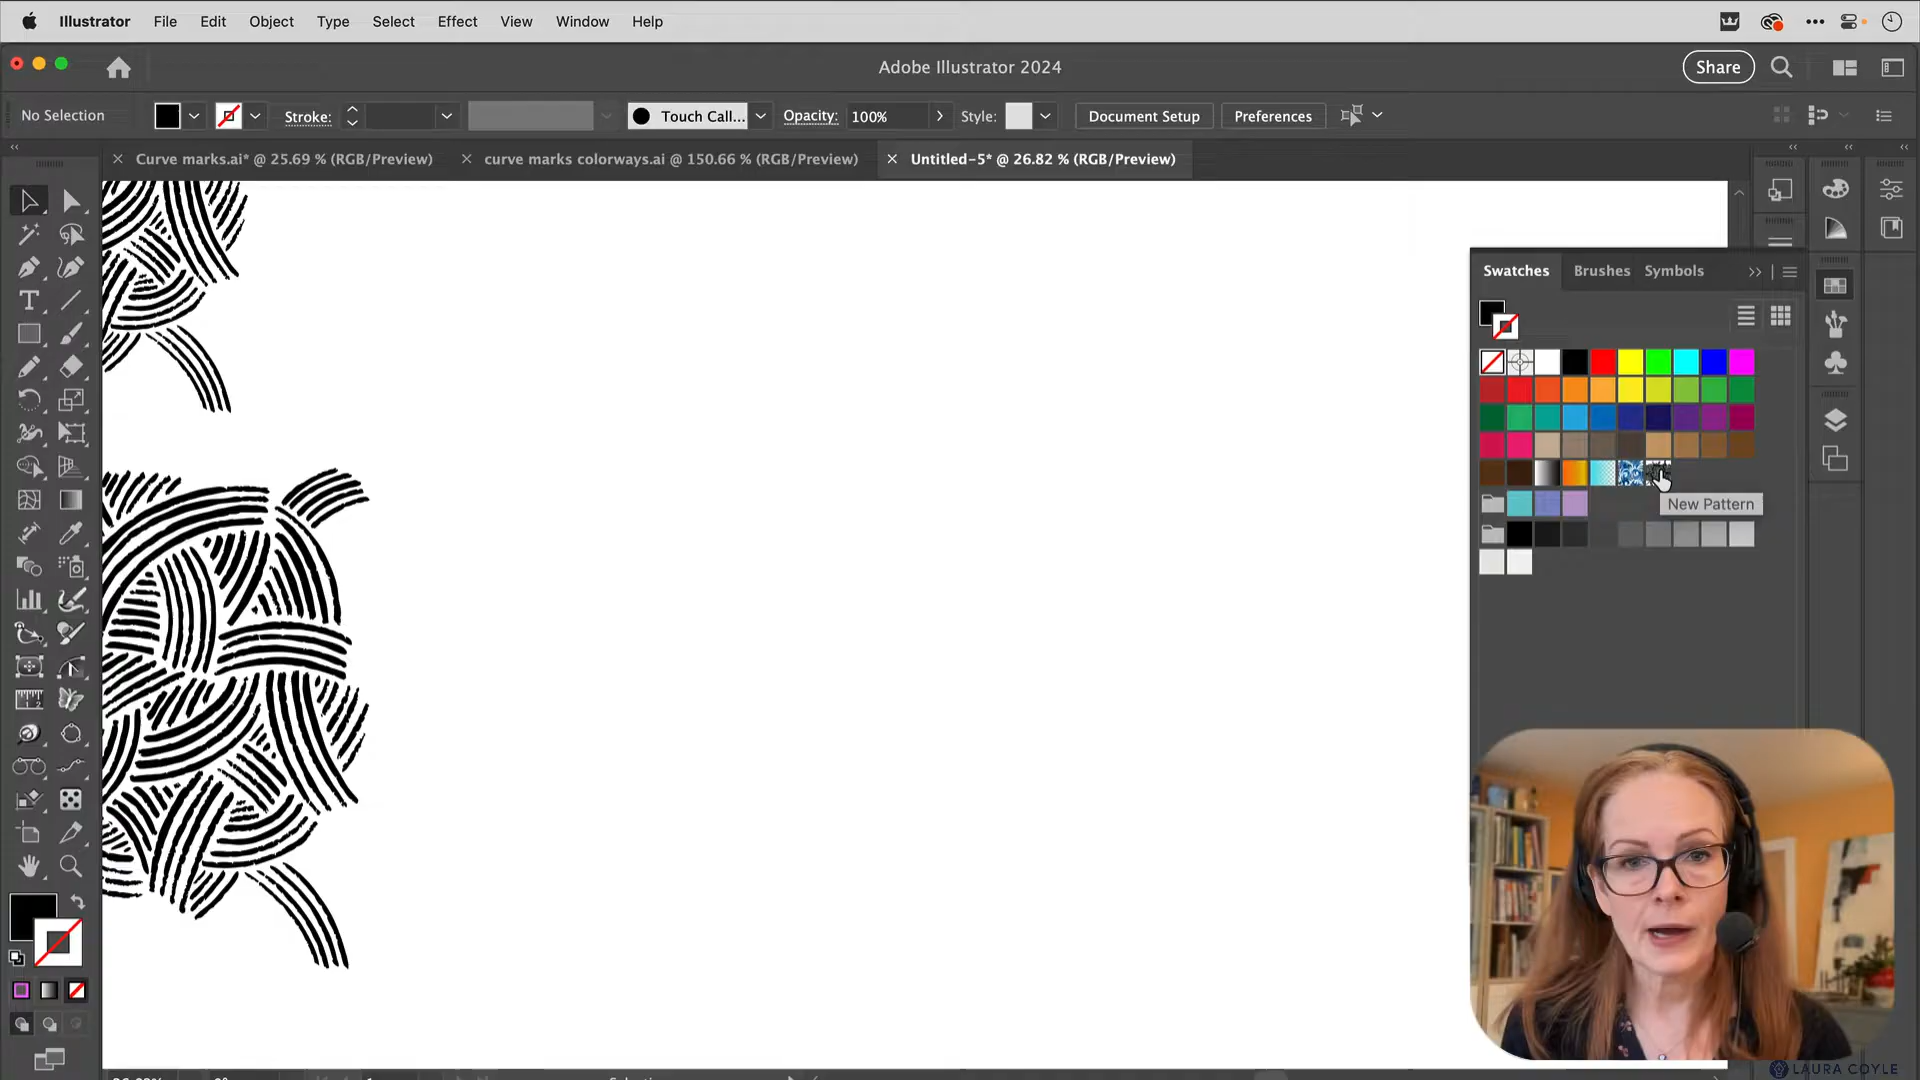 Illustrator File Edit Object Type Select Effect View Window Help
Adobe Illustrator 2024
Share
No Selection
Stroke:
Touch Call...
Opacity:
100%
Style:
Document Setup
Preferences
Curve marks.ai* @ 25.69 % (RGB/Preview)
curve marks colorways.ai @ 150.66 % (RGB/Preview)
Untitled-5* @ 26.82 % (RGB/Preview)
Swatches Brushes Symbols
New Pattern
LAURA COYLE